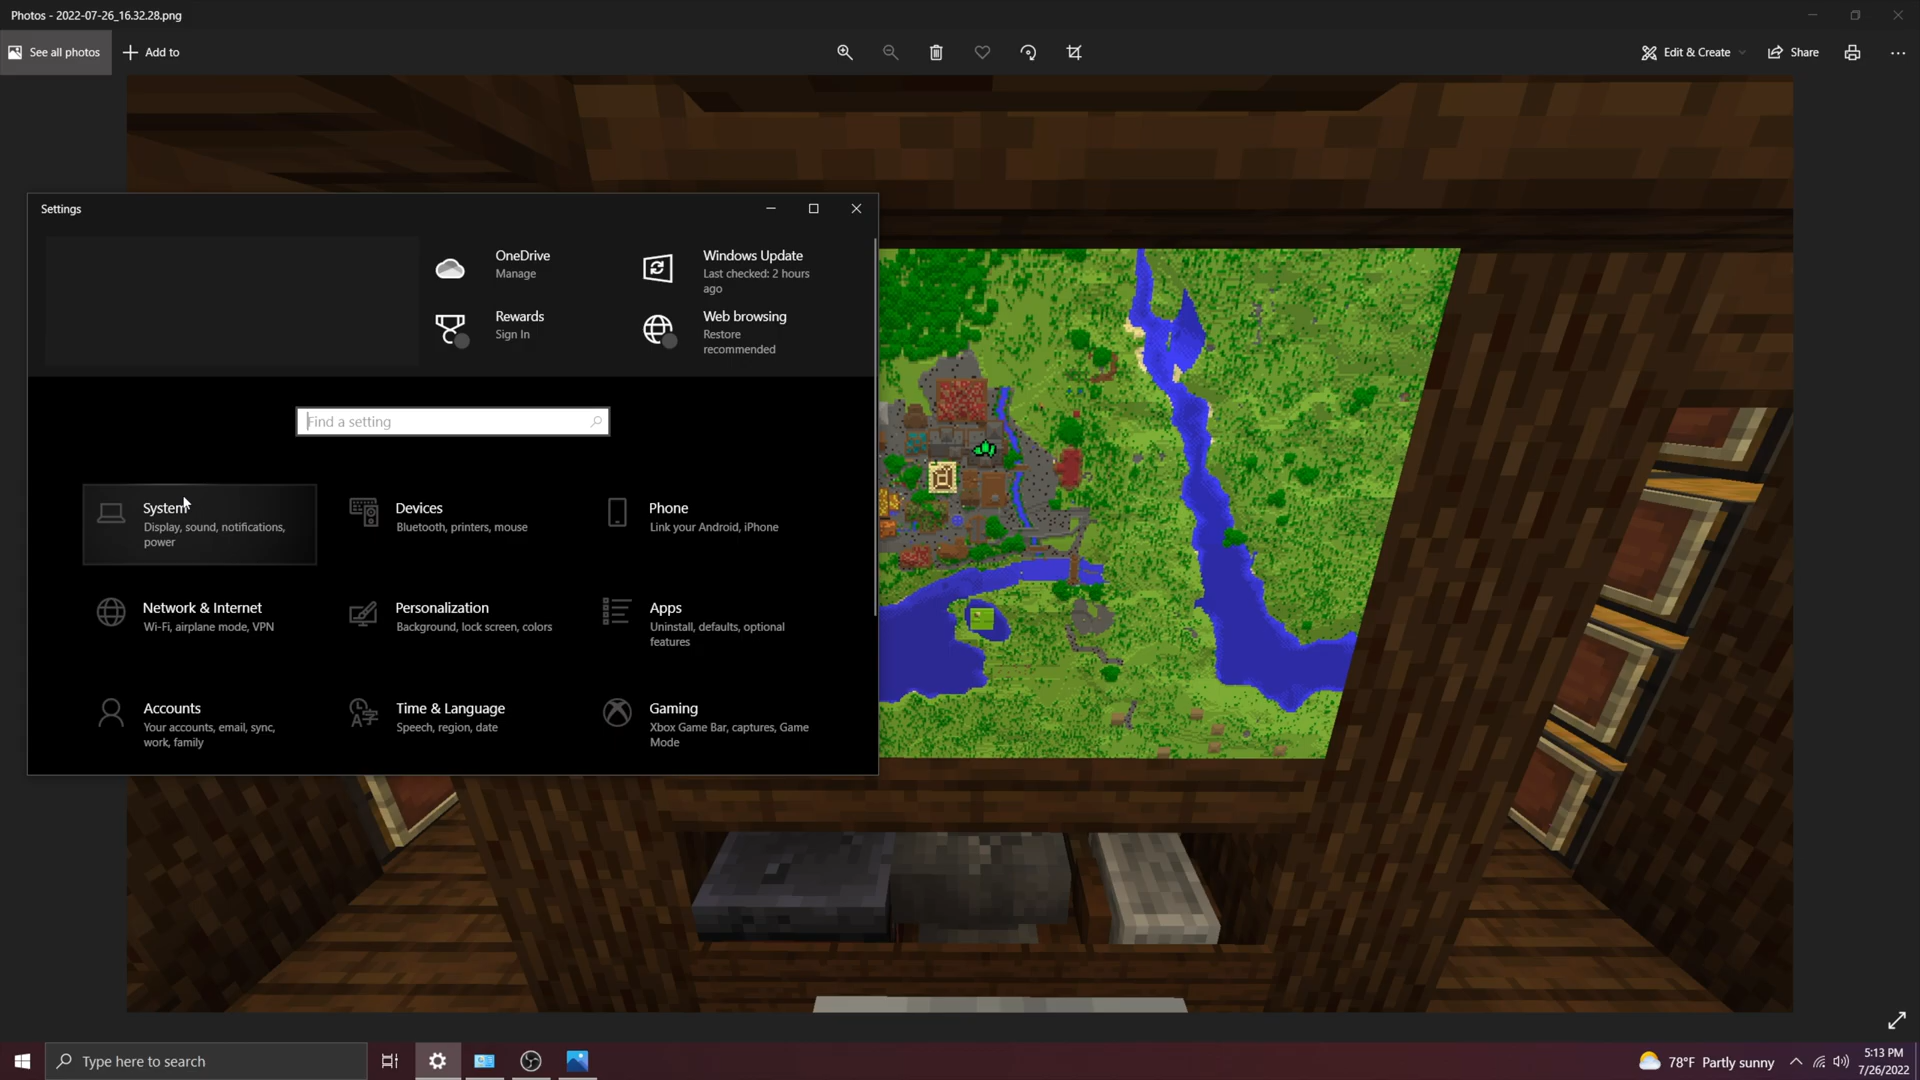 Photos - 2022-07-26_16.32.28.png
See all photos
Add to
Edit & Create
Share
Settings
OneDrive
Manage
Windows Update
Last checked: 2 hours
ago
Rewards
Sign In
Web browsing
Restore
recommended
Find a setting
System
Display, sound, notifications,
power
Devices
Bluetooth, printers, mouse
Phone
Link your Android, iPhone
Network & Internet
Wi-Fi, airplane mode, VPN
Personalization
Background, lock screen, colors
Apps
Uninstall, defaults, optional
features
Accounts
Your accounts, email, sync,
work, family
Time & Language
Speech, region, date
Gaming
Xbox Game Bar, captures, Game
Mode
Type here to search
78°F Partly sunny
5:13 PM
7/26/2022